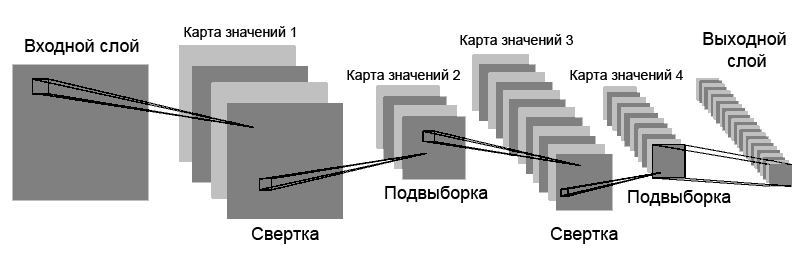 Входной слой
Карта значений 1
Карта значений 2
Карта значений 3
Карта значений 4
Выходной
слой
Свертка
Подвыборка
Свертка
Подвыборка